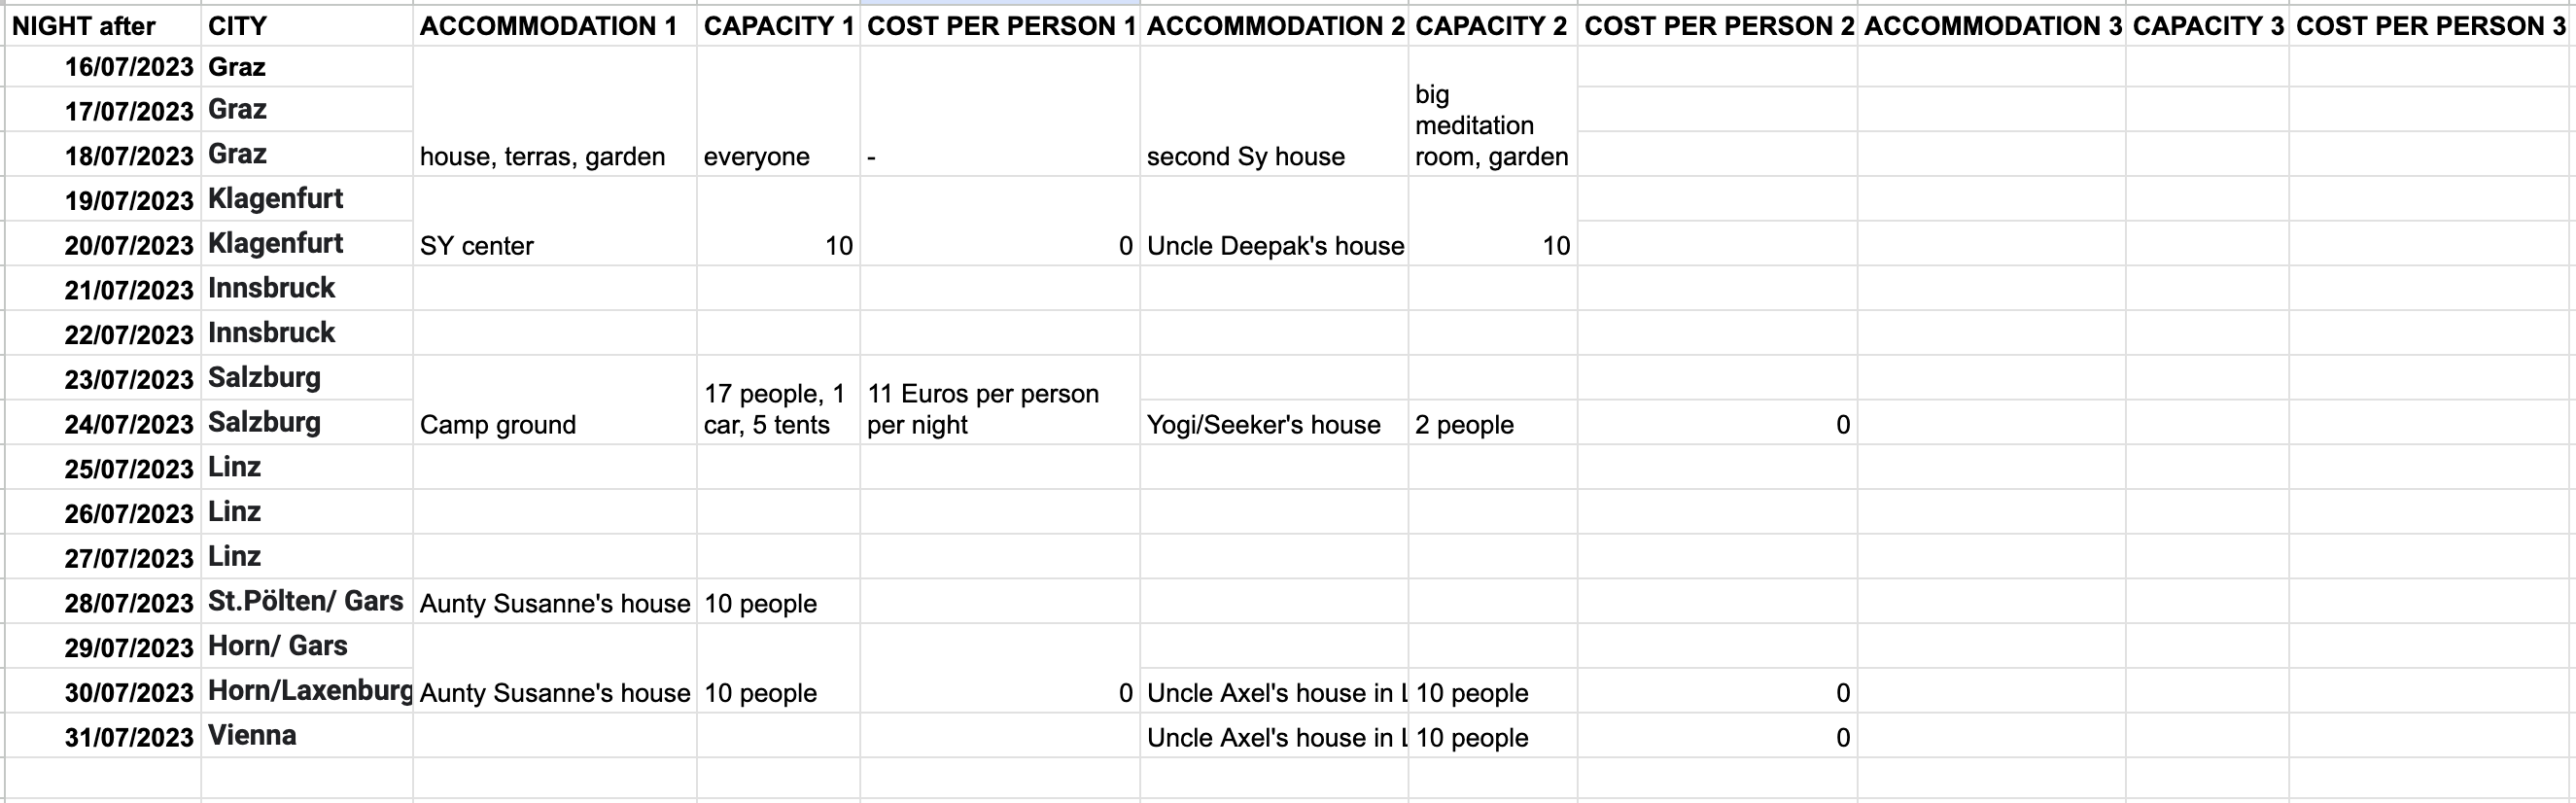 NIGHT after CITY ACCOMMODATION 1 CAPACITY 1 COST PER PERSON 1 ACCOMMODATION 2 CAPACITY 2 COST PER PERSON 2 ACCOMMODATION 3 CAPACITY 3 COST PER PERSON 3
16/07/2023 Graz
17/07/2023 Graz
18/07/2023 Graz
house, terras, garden
everyone
-
second Sy house
big
meditation
room, garden
19/07/2023 Klagenfurt
20/07/2023 Klagenfurt SY center 10 0 Uncle Deepak's house 10
21/07/2023 Innsbruck
22/07/2023 Innsbruck
23/07/2023 Salzburg
24/07/2023 Salzburg Camp ground
17 people, 1
car, 5 tents
11 Euros per person
per night
Yogi/Seeker's house 2 people 0
25/07/2023 Linz
26/07/2023 Linz
27/07/2023 Linz
28/07/2023 St.Pölten/ Gars Aunty Susanne's house 10 people
29/07/2023 Horn/ Gars
30/07/2023 Horn/Laxenburg Aunty Susanne's house 10 people 0 Uncle Axel's house in 10 people 0
31/07/2023 Vienna Uncle Axel's house in 10 people 0